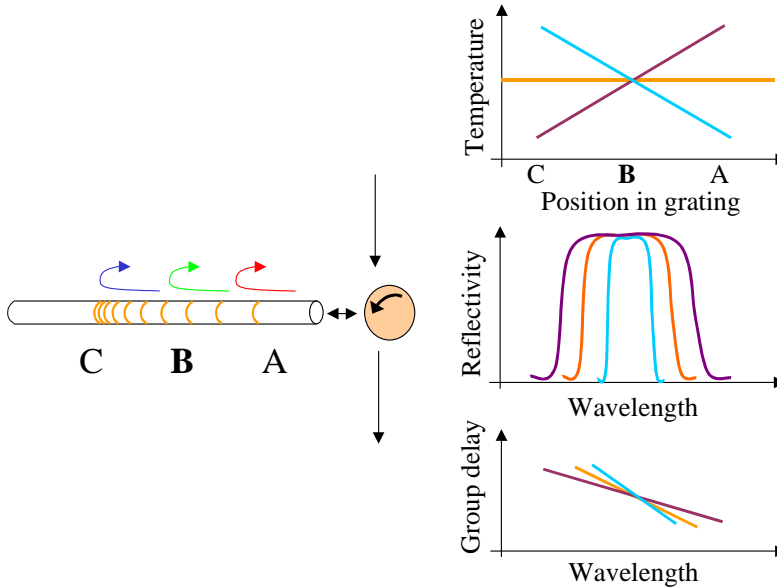 Temperature
C B A
Position in grating
C B A
Reflectivity
Wavelength
Group delay
Wavelength